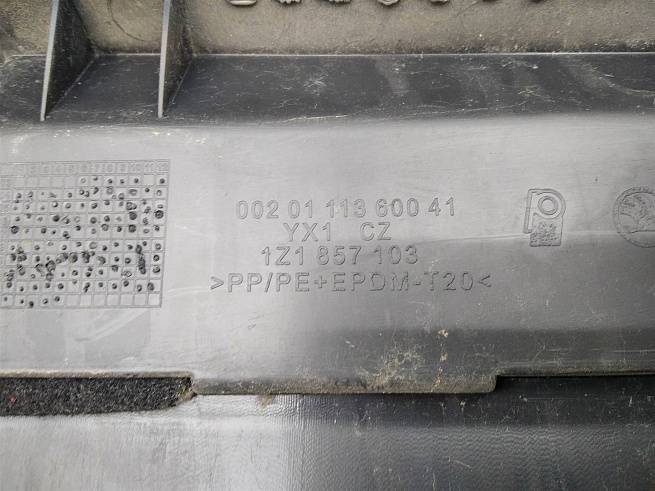 002 01 113 600 41
YX1 CZ
1Z1 857 103
>PP/PE+EPDM-T20<